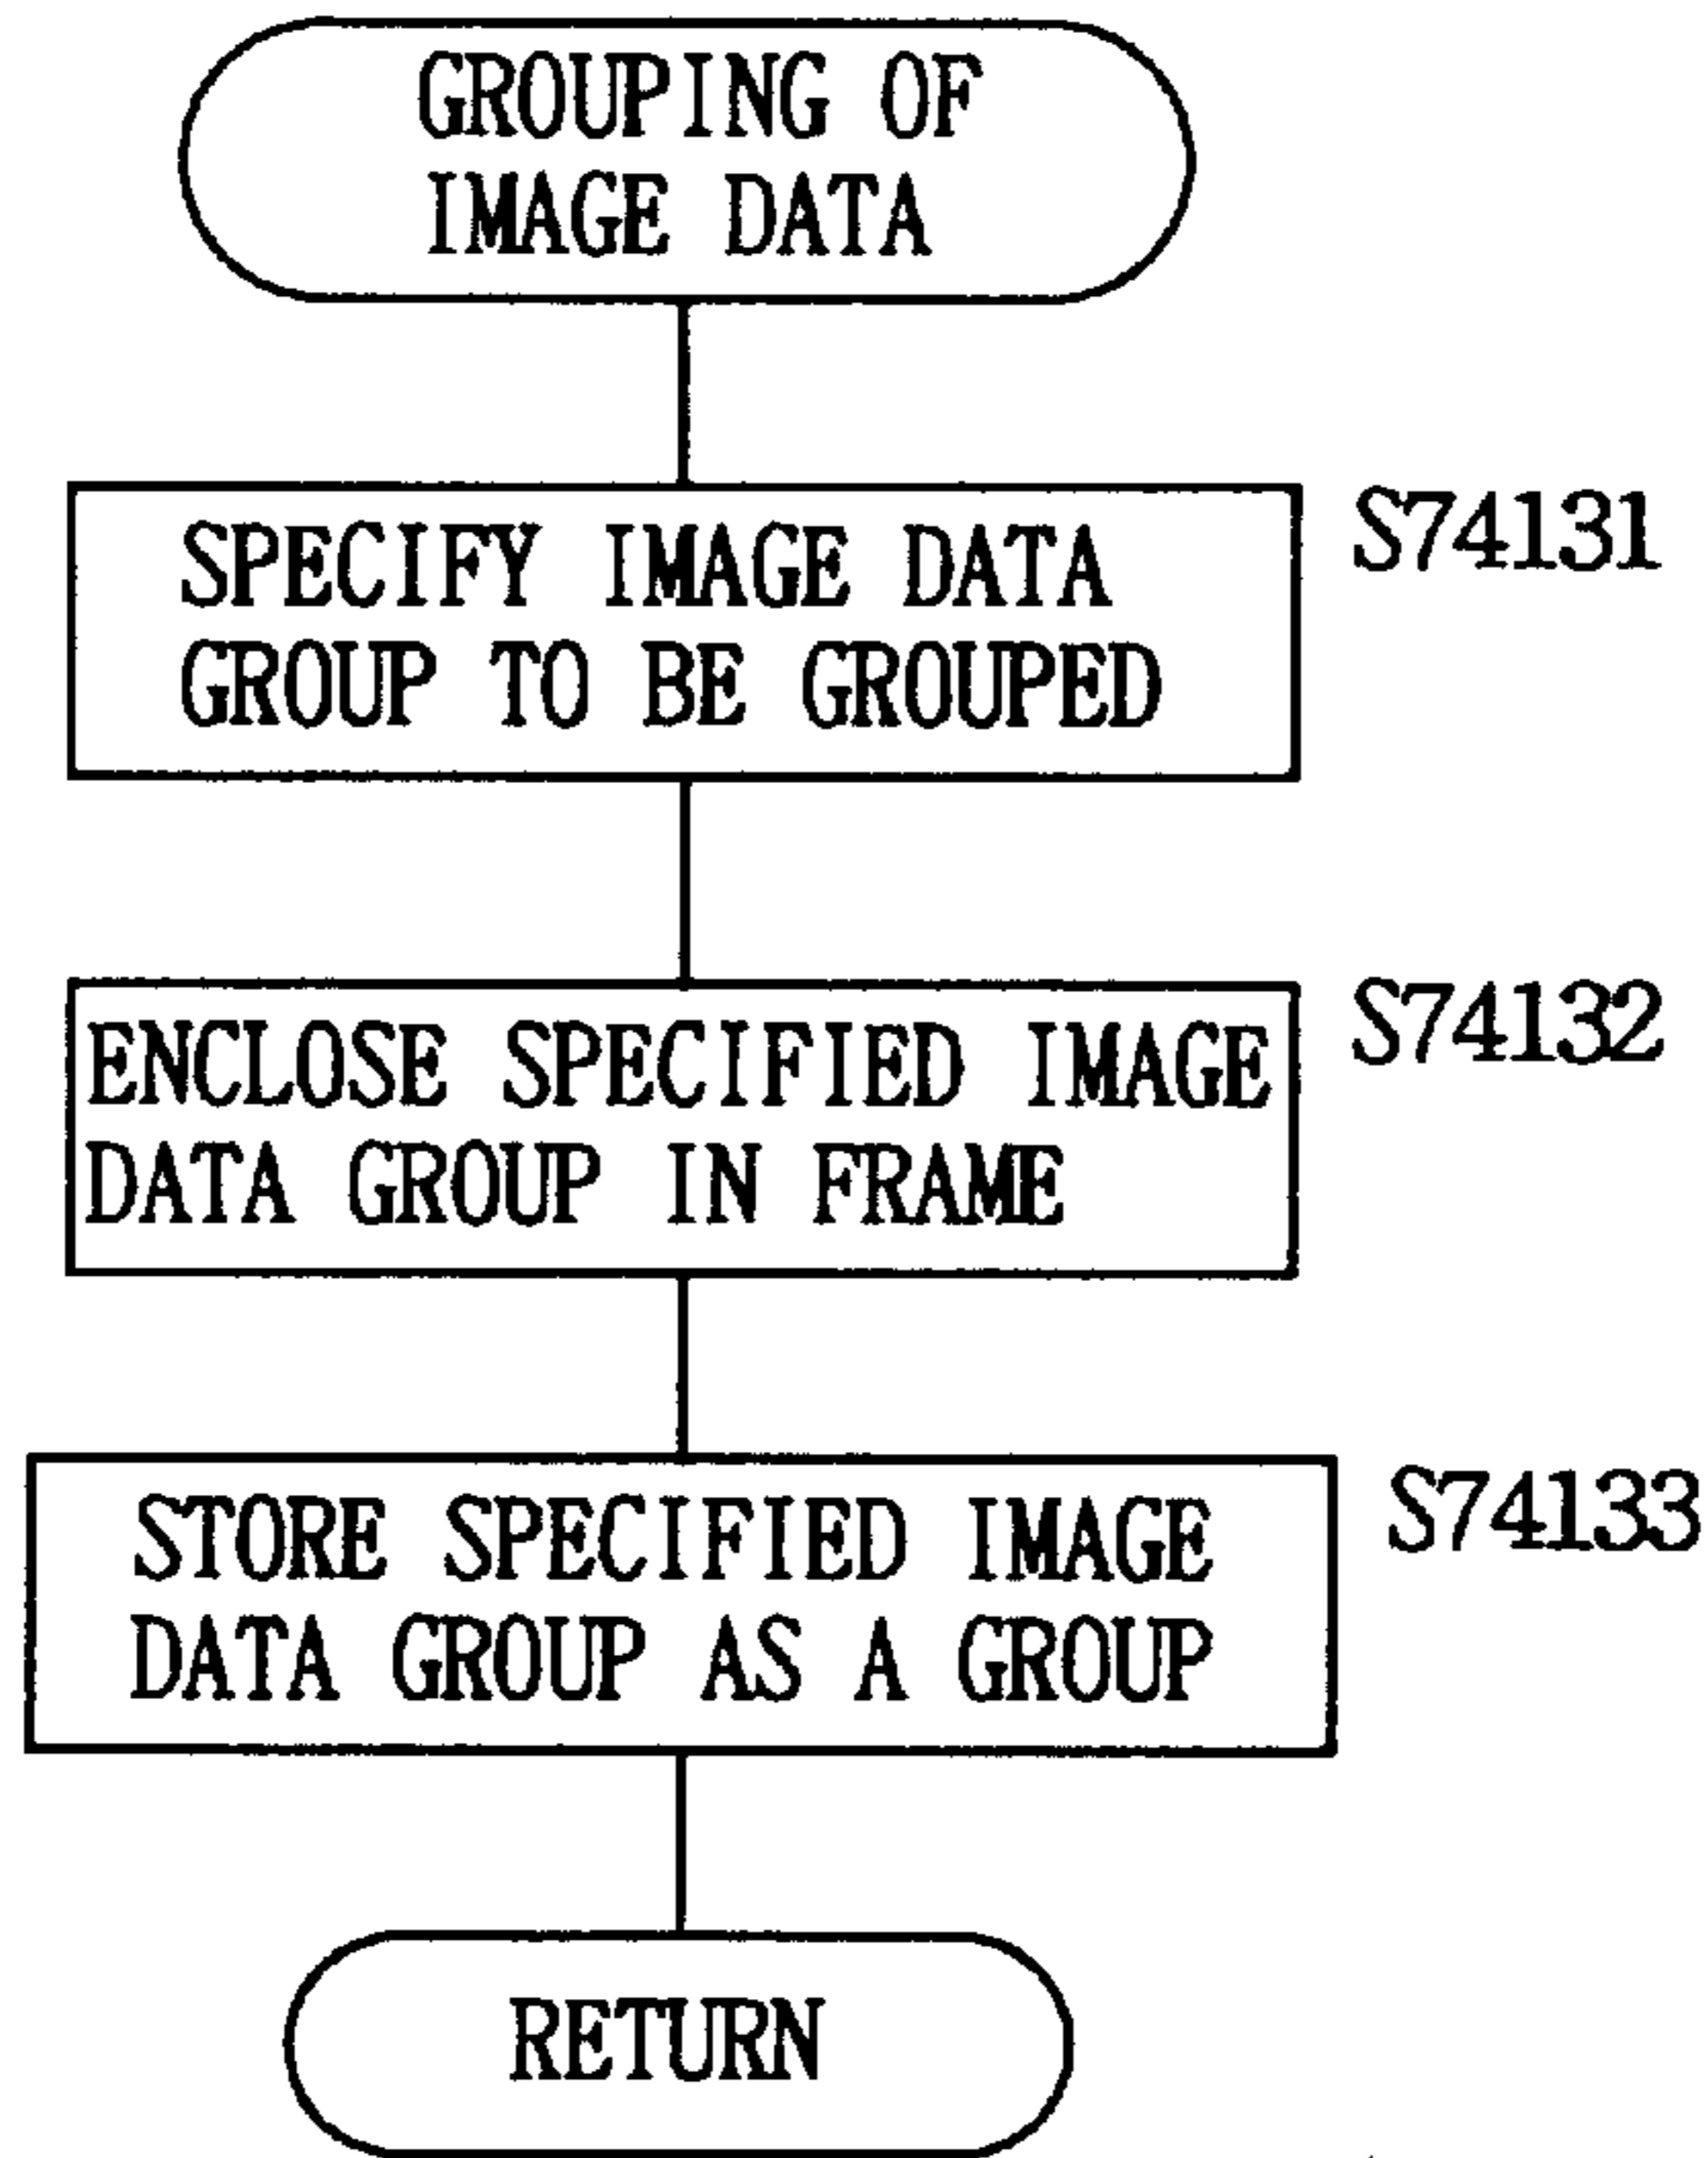 GROUPING OF
IMAGE DATA
SPECIFY IMAGE DATA
GROUP TO BE GROUPED
S74131
ENCLOSE SPECIFIED IMAGE
DATA GROUP IN FRAME
S74132
STORE SPECIFIED IMAGE
DATA GROUP AS A GROUP
S74133
RETURN